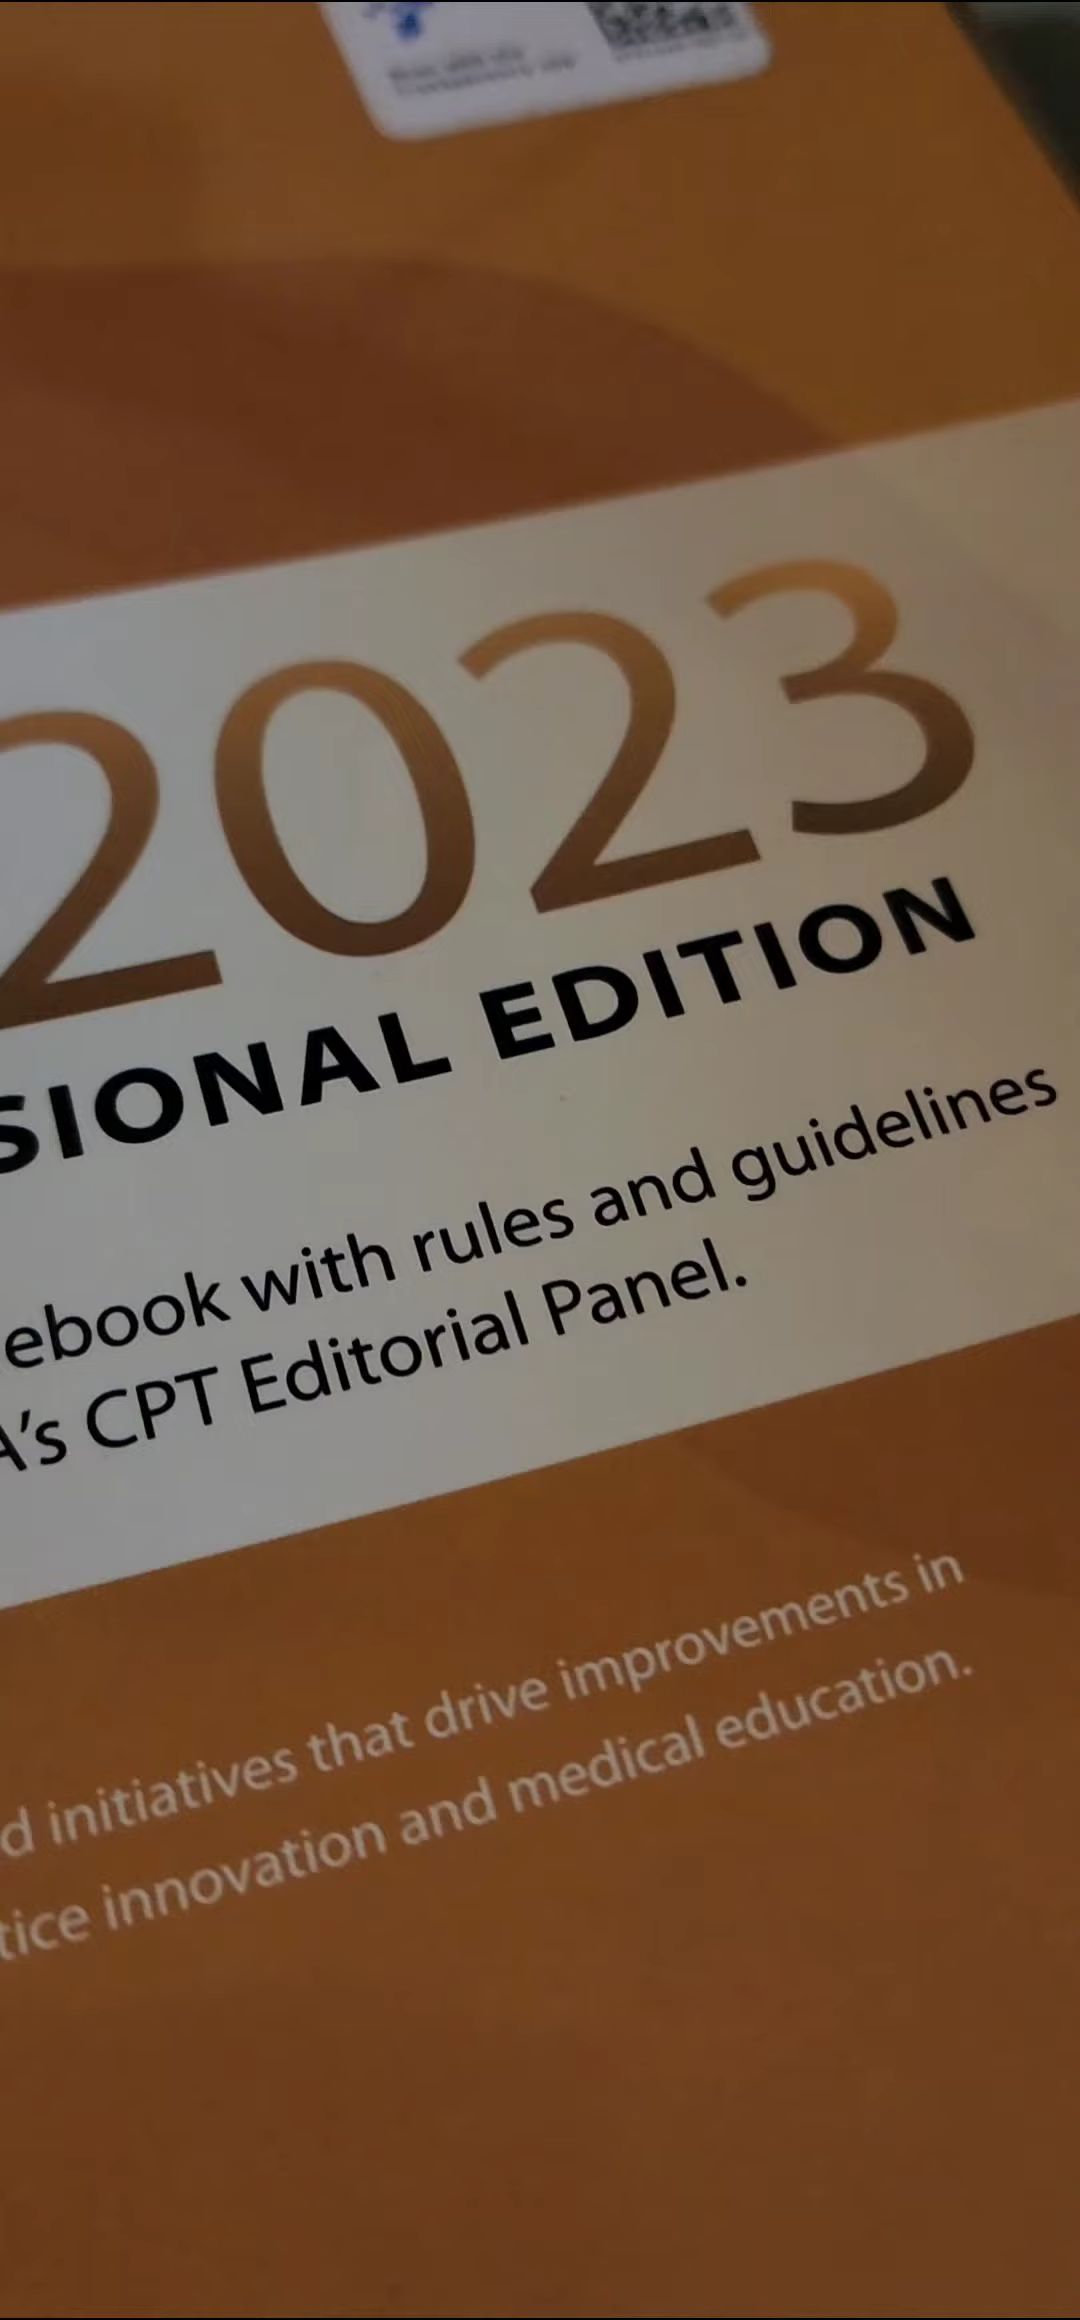 2023
SIONAL EDITION
ebook with rules and guidelines
A's CPT Editorial Panel.
d initiatives that drive improvements in
tice innovation and medical education.